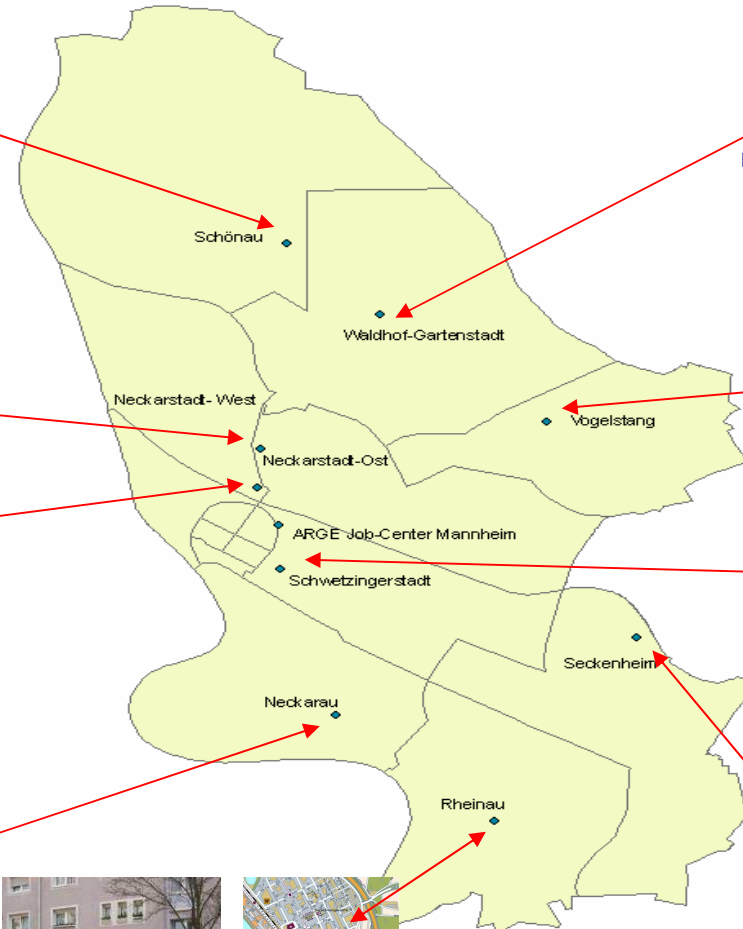 Schönau
Waldhof-Gartenstadt
Neckarstadt- West
Vogelstang
Neckarstadt-Ost
ARGE Job-Center Mannheim
Schwetzingerstadt
Seckenheim
Neckarau
Rheinau